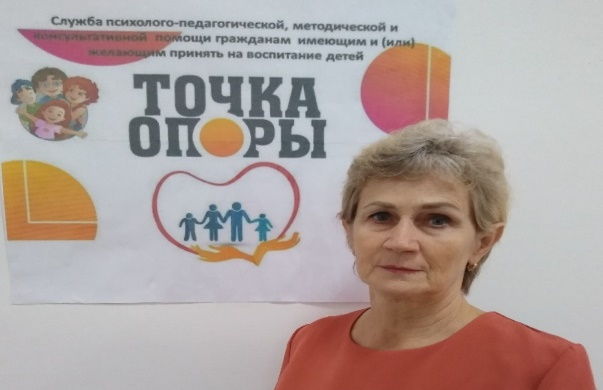 Служба психолого-педагогической, методической и
консультативной помощи гражданам имеющим и (или)
желающим принять на воспитание детей
ТОЧКА
ОПОРЫ